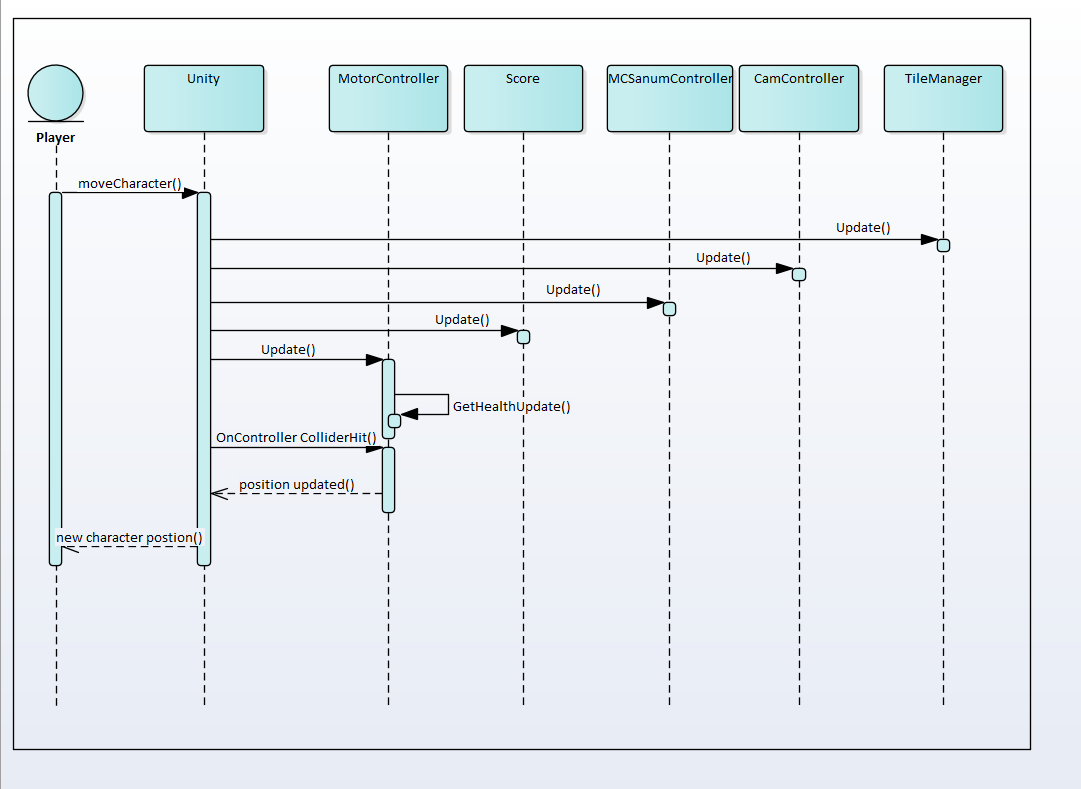 Unity
MotorController
Score
MCSanumController
CamController
TileManager
Player
moveCharacter()
Update()
Update()
Update()
Update()
Update()
GetHealthUpdate()
OnController ColliderHit()
position updated()
new character postion()